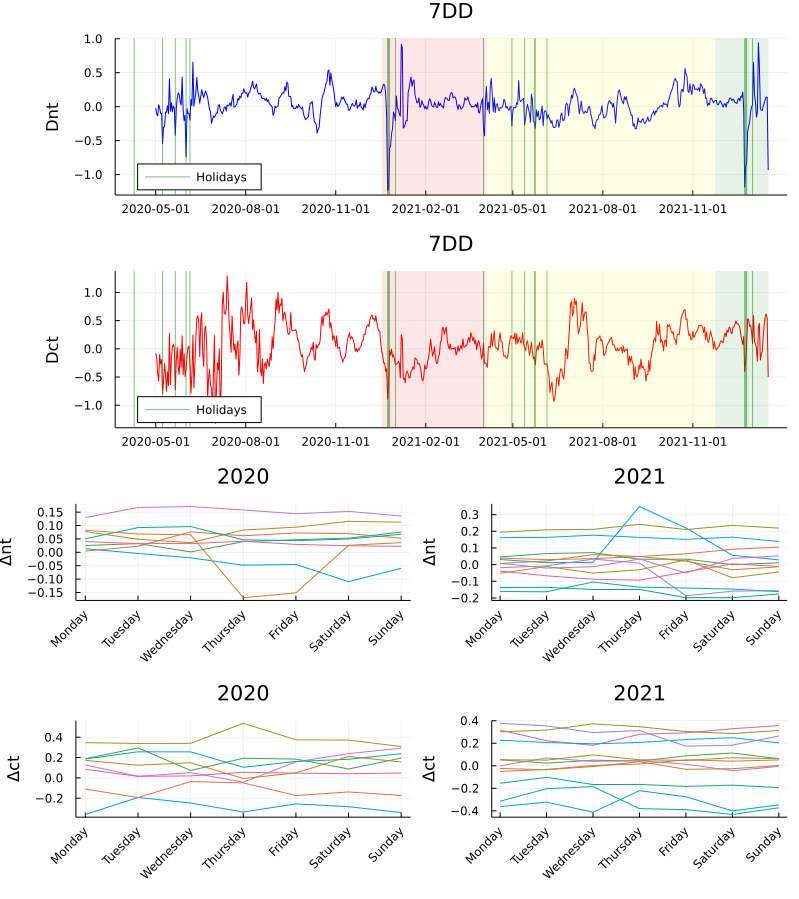 7DD
Dnt
1.0
0.5
0.0
−0.5
−1.0
Holidays
2020-05-01 2020-08-01 2020-11-01 2021-02-01 2021-05-01 2021-08-01 2021-11-01
7DD
Dct
1.0
0.5
0.0
−0.5
−1.0
Holidays
2020-05-01 2020-08-01 2020-11-01 2021-02-01 2021-05-01 2021-08-01 2021-11-01
2020
Δnt
0.15
0.10
0.05
0.00
−0.05
−0.10
−0.15
Monday Tuesday Wednesday Thursday Friday Saturday Sunday
2021
Δnt
0.3
0.2
0.1
0.0
−0.1
−0.2
Monday Tuesday Wednesday Thursday Friday Saturday Sunday
2020
Δct
0.4
0.2
0.0
−0.2
Monday Tuesday Wednesday Thursday Friday Saturday Sunday
2021
Δct
0.4
0.2
0.0
−0.2
−0.4
Monday Tuesday Wednesday Thursday Friday Saturday Sunday